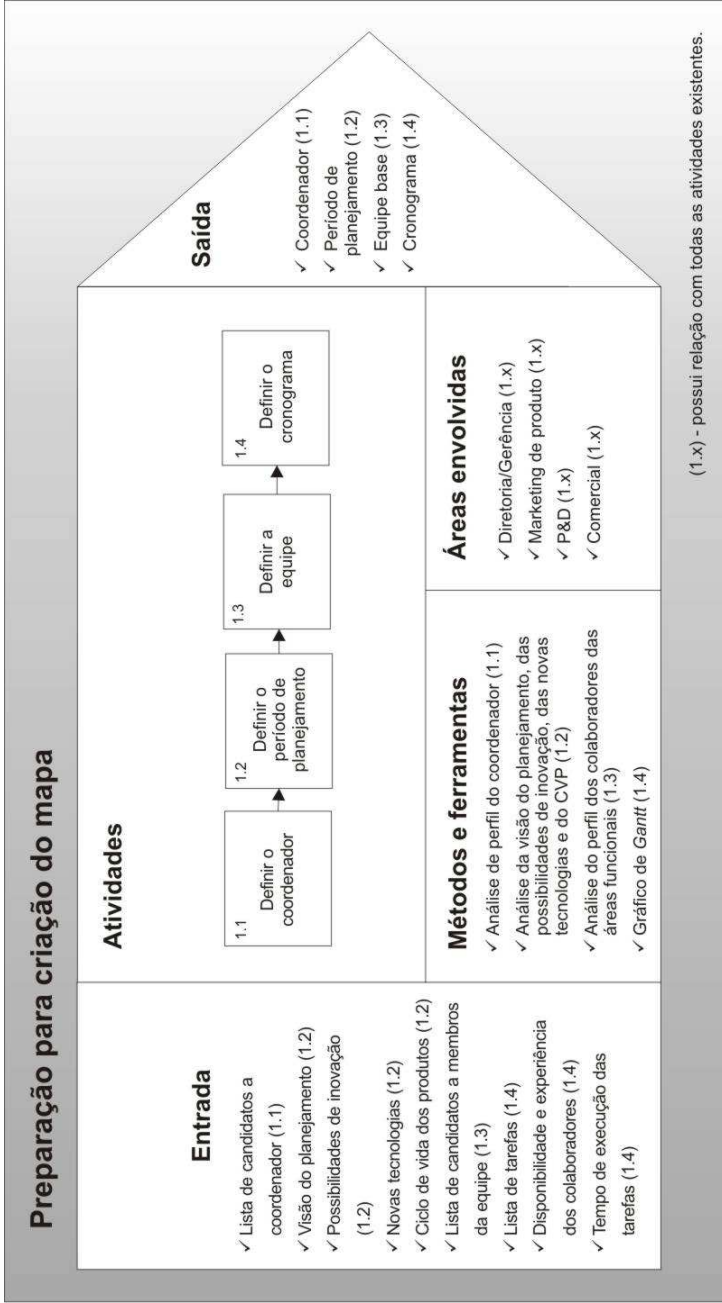 Preparação para criação do mapa
Entrada
✓ Lista de candidatos a
coordenador (1.1)
✓ Visão do planejamento (1.2)
✓ Possibilidades de inovação
(1.2)
✓ Novas tecnologias (1.2)
✓ Ciclo de vida dos produtos (1.2)
✓ Lista de candidatos a membros
da equipe (1.3)
✓ Lista de tarefas (1.4)
✓ Disponibilidade e experiência
dos colaboradores (1.4)
✓ Tempo de execução das
tarefas (1.4)
Atividades
1.1
Definir o
coordenador
1.2
Definir o
período de
planejamento
1.3
Definir a
equipe
1.4
Definir o
cronograma
Métodos e ferramentas
✓ Análise de perfil do coordenador (1.1)
✓ Análise da visão do planejamento, das
possibilidades de inovação, das novas
tecnologias e do CVP (1.2)
✓ Análise do perfil dos colaboradores das
áreas funcionais (1.3)
✓ Gráfico de Gantt (1.4)
Áreas envolvidas
✓ Diretoria/Gerência (1.x)
✓ Marketing de produto (1.x)
✓ P&D (1.x)
✓ Comercial (1.x)
Saída
✓ Coordenador (1.1)
✓ Período de
planejamento (1.2)
✓ Equipe base (1.3)
✓ Cronograma (1.4)
(1.x) - possui relação com todas as atividades existentes.